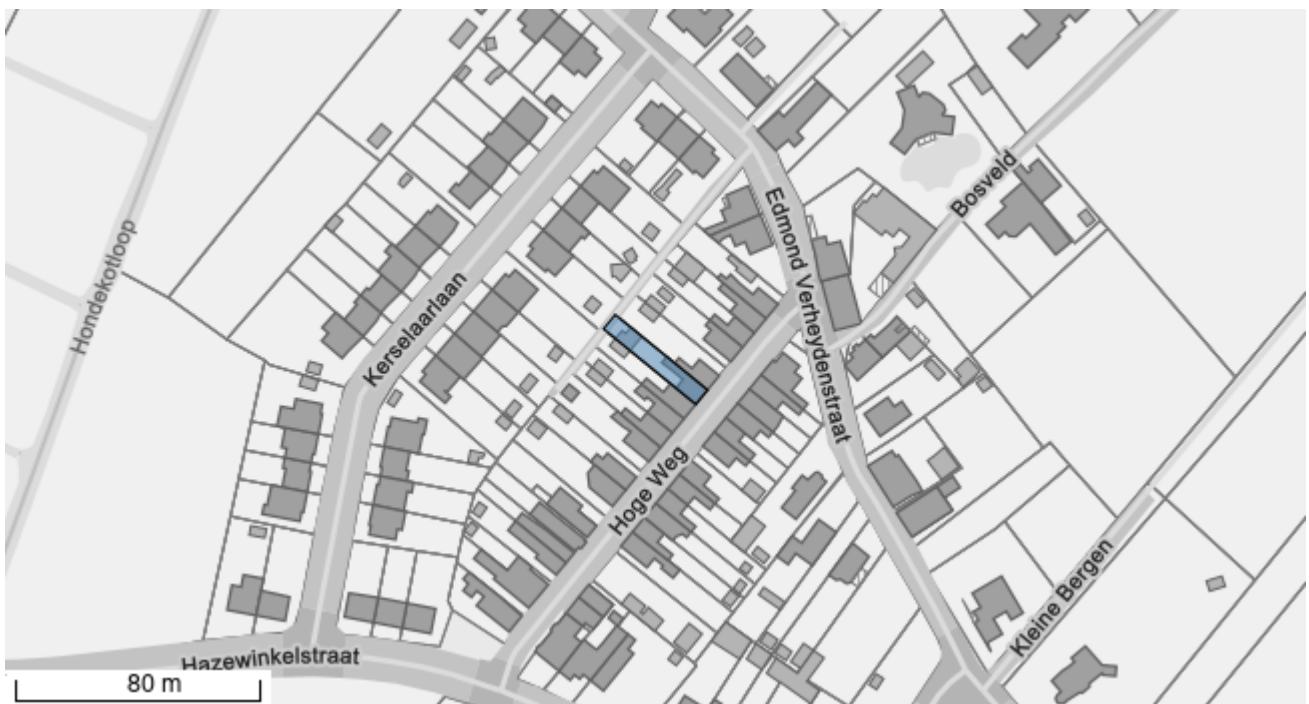 Bosveld
Edmond Verheydenstraat
Hondekotloop
Kerselaarlaan
Hoge Weg
Kleine Bergen
Hazewinkelstraat
80 m